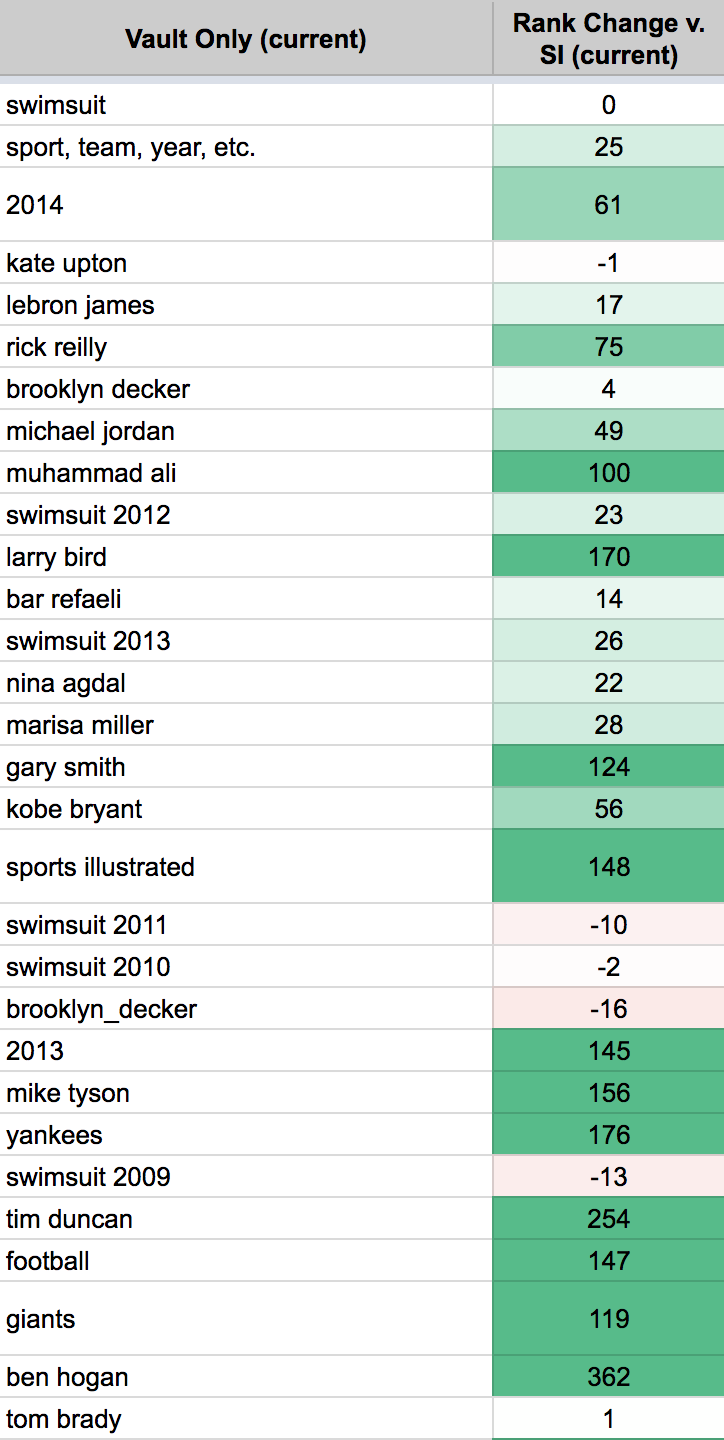 Vault Only (current) Rank Change v.
SI (current)
swimsuit 0
sport, team, year, etc. 25
2014 61
kate upton -1
lebron james 17
rick reilly 75
brooklyn decker 4
michael jordan 49
muhammad ali 100
swimsuit 2012 23
larry bird 170
bar refaeli 14
swimsuit 2013 26
nina agdal 22
marisa miller 28
gary smith 124
kobe bryant 56
sports illustrated 148
swimsuit 2011 -10
swimsuit 2010 -2
brooklyn_decker -16
2013 145
mike tyson 156
yankees 176
swimsuit 2009 -13
tim duncan 254
football 147
giants 119
ben hogan 362
tom brady 1